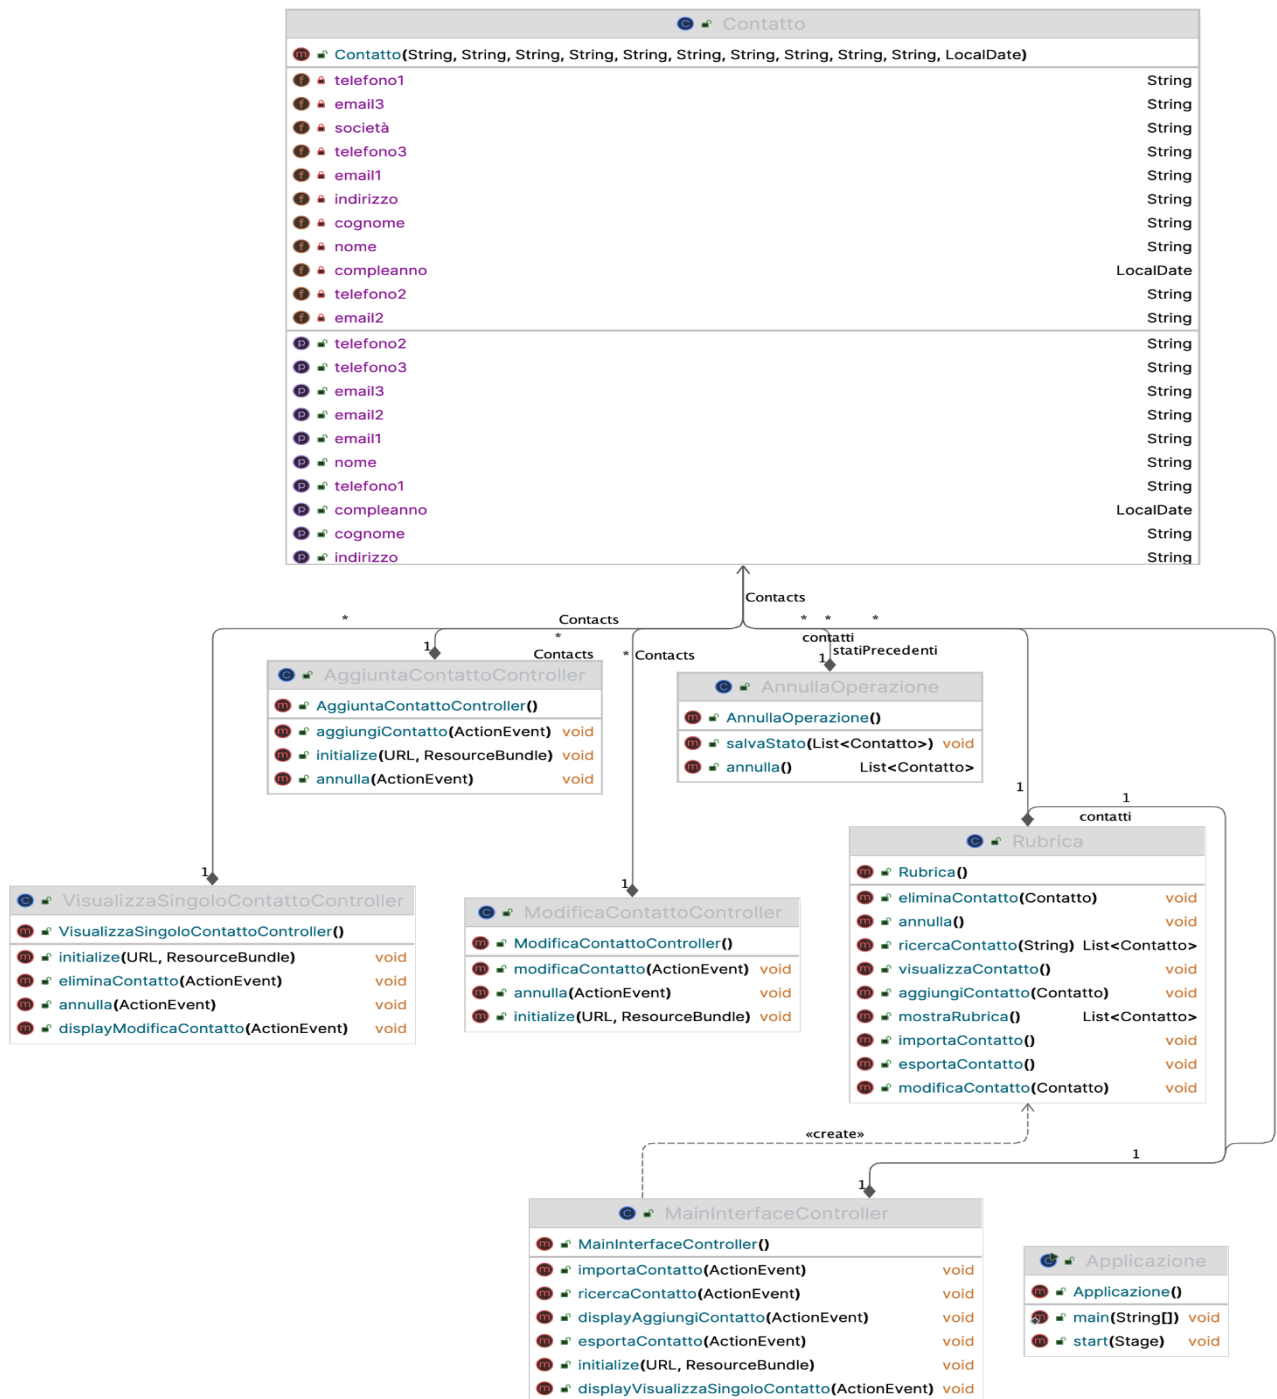 Contatto
Contatto(String, String, String, String, String, String, String, String, String, String, LocalDate)
telefono1 String
email3 String
società String
telefono3 String
email1 String
indirizzo String
cognome String
nome String
compleanno LocalDate
telefono2 String
email2 String
telefono2 String
telefono3 String
email3 String
email2 String
email1 String
nome String
telefono1 String
compleanno LocalDate
cognome String
indirizzo String
Contacts
* Contacts * * *
* contatti
1 Contacts * Contacts 1 statiPrecedenti
AggiuntaContattoController
AggiuntaContattoController()
aggiungiContatto(ActionEvent) void
initialize(URL, ResourceBundle) void
annulla(ActionEvent) void
AnnullaOperazione
AnnullaOperazione()
salvaStato(List<Contatto>) void
annulla() List<Contatto>
1 1
contatti
Rubrica
Rubrica()
eliminaContatto(Contatto) void
annulla() void
ricercaContatto(String) List<Contatto>
visualizzaContatto() void
aggiungiContatto(Contatto) void
mostraRubrica() List<Contatto>
importaContatto() void
esportaContatto() void
modificaContatto(Contatto) void
1
VisualizzaSingoloContattoController
VisualizzaSingoloContattoController()
initialize(URL, ResourceBundle) void
eliminaContatto(ActionEvent) void
annulla(ActionEvent) void
displayModificaContatto(ActionEvent) void
1
ModificaContattoController
ModificaContattoController()
modificaContatto(ActionEvent) void
annulla(ActionEvent) void
initialize(URL, ResourceBundle) void
«create»
1
1
MainInterfaceController
MainInterfaceController()
importaContatto(ActionEvent) void
ricercaContatto(ActionEvent) void
displayAggiungiContatto(ActionEvent) void
esportaContatto(ActionEvent) void
initialize(URL, ResourceBundle) void
displayVisualizzaSingoloContatto(ActionEvent) void
Applicazione
Applicazione()
main(String[]) void
start(Stage) void